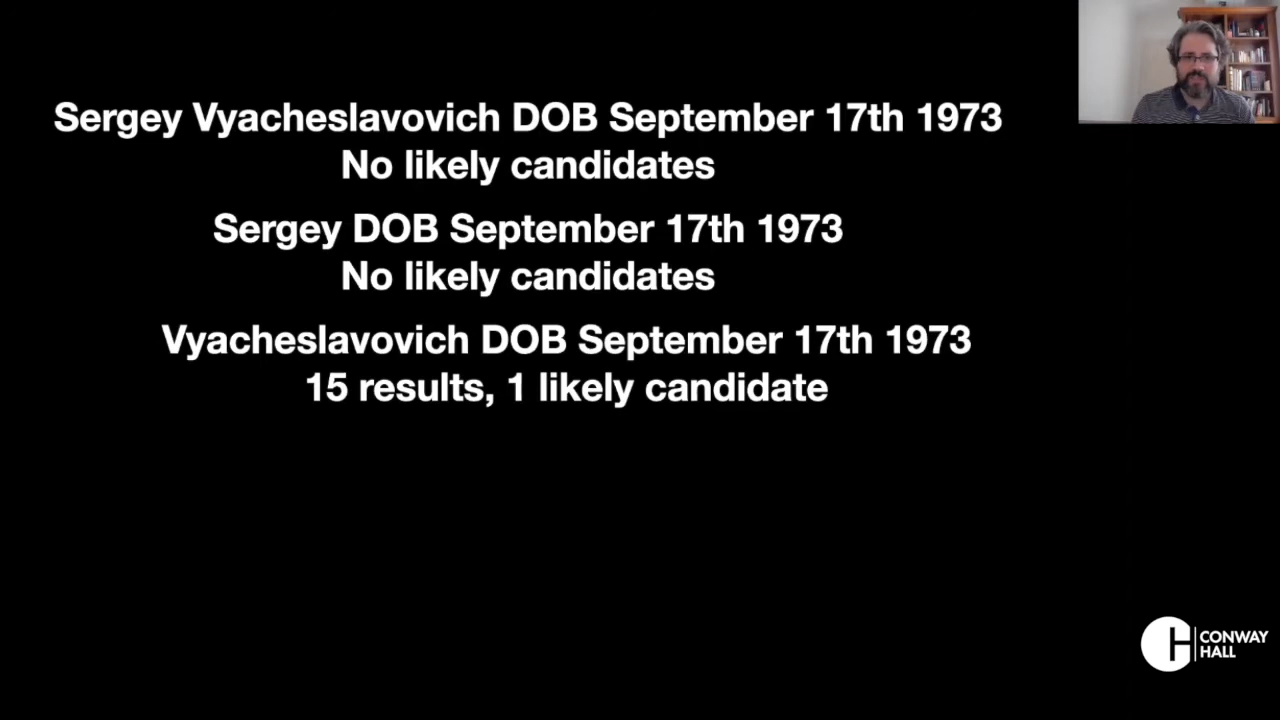 Sergey Vyacheslavovich DOB September 17th 1973
No likely candidates
Sergey DOB September 17th 1973
No likely candidates
Vyacheslavovich DOB September 17th 1973
15 results, 1 likely candidate
CONWAY
HALL